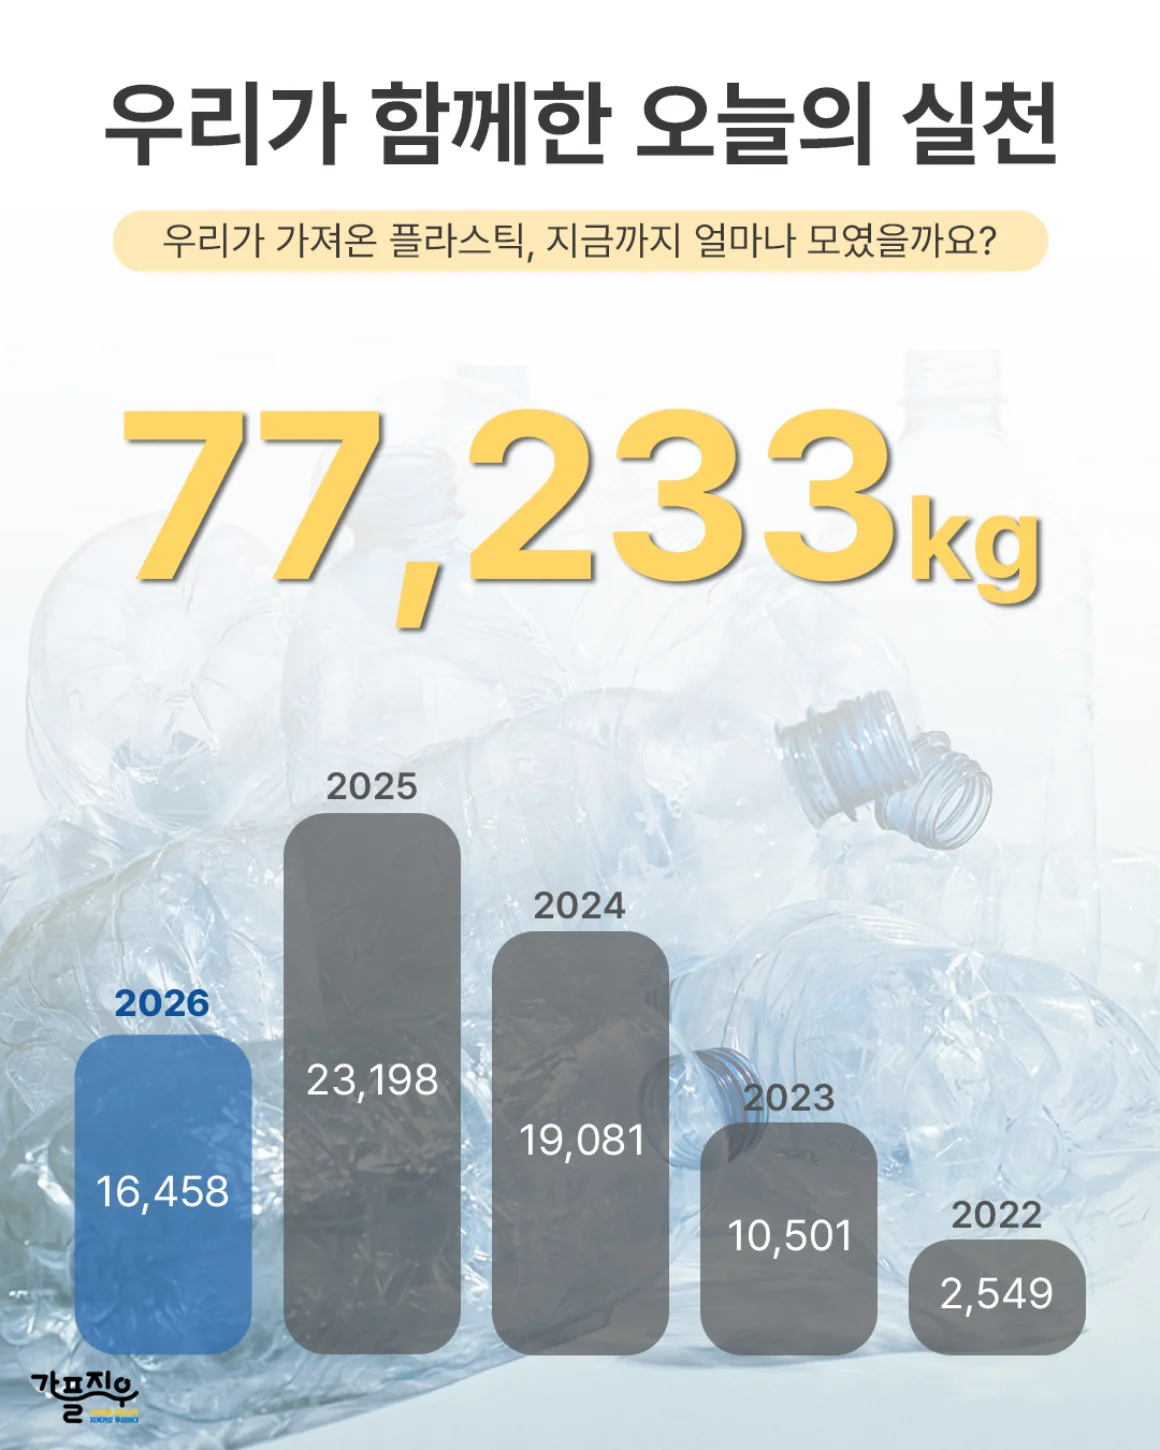 우리가 함께한 오늘의 실천
우리가 가져온 플라스틱, 지금까지 얼마나 모였을까요?
77,233kg
2025
2024
2026
23,198
2023
19,081
16,458
2022
10,501
2,549
가플지우